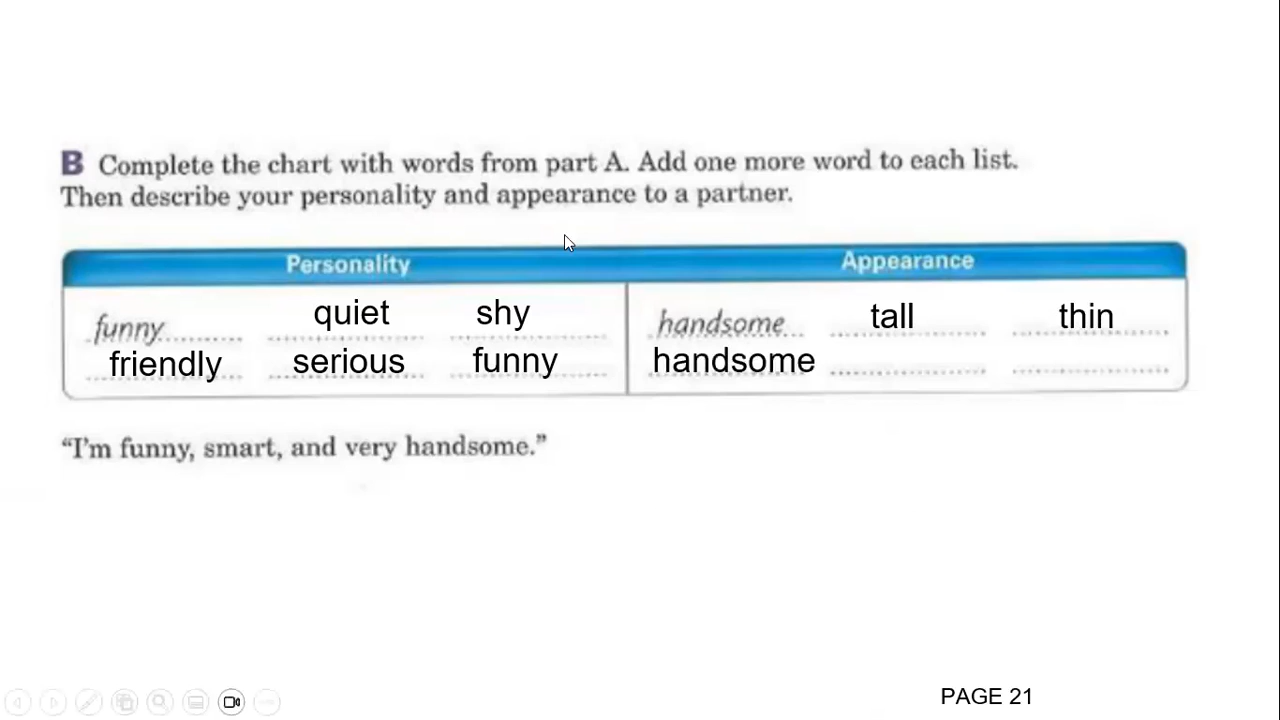 B Complete the chart with words from part A. Add one more word to each list.
Then describe your personality and appearance to a partner.
Personality Appearance
funny quiet shy handsome tall thin
friendly serious funny handsome
“I'm funny, smart, and very handsome.”
PAGE 21